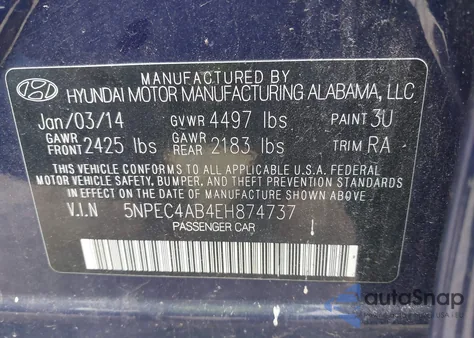 MANUFACTURED BY
HYUNDAI MOTOR MANUFACTURING ALABAMA, LLC
Jan/03/14 GVWR 4497 lbs PAINT 3U
GAWR FRONT 2425 lbs GAWR REAR 2183 lbs TRIM RA
THIS VEHICLE CONFORMS TO ALL APPLICABLE U.S.A. FEDERAL
MOTOR VEHICLE SAFETY, BUMPER, AND THEFT PREVENTION STANDARDS
IN EFFECT ON THE DATE OF MANUFACTURE SHOWN ABOVE.
V.I.N 5NPEC4AB4EH874737
PASSENGER CAR
autoSnap